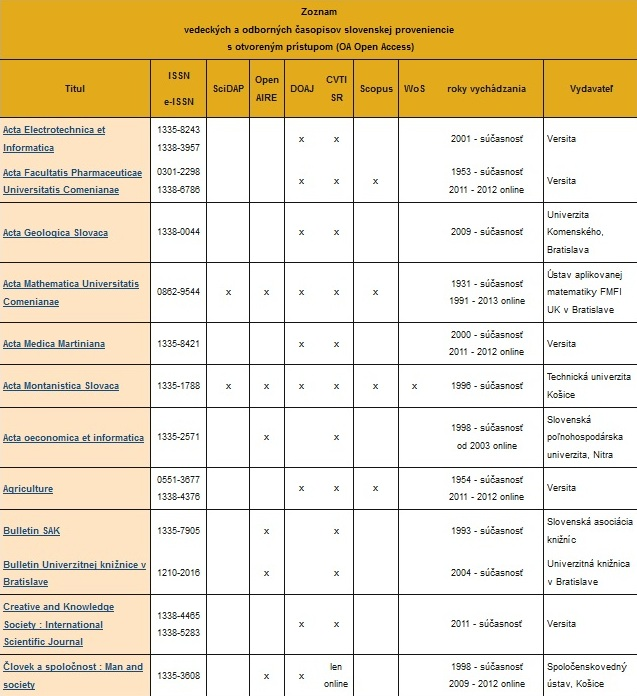 Zoznam
vedeckých a odborných časopisov slovenskej proveniencie
s otvoreným prístupom (OA Open Access)
Titul
ISSN
e-ISSN
SciDAP
Open
AIRE
DOAJ
CVTI
SR
Scopus
WoS
roky vychádzania
Vydavateľ
Acta Electrotechnica et
Informatica
1335-8243
1338-3957
x
x
2001 - súčasnosť
Versita
Acta Facultatis Pharmaceuticae
Universitatis Comenianae
0301-2298
1338-6786
x
x
x
1953 - súčasnosť
2011 - 2012 online
Versita
Acta Geologica Slovaca
1338-0044
x
x
2009 - súčasnosť
Univerzita
Komenského,
Bratislava
Acta Mathematica Universitatis
Comenianae
0862-9544
x
x
x
x
x
1931 - súčasnosť
1991 - 2013 online
Ústav aplikovanej
matematiky FMFI
UK v Bratislave
Acta Medica Martiniana
1335-8421
x
x
2000 - súčasnosť
2011 - 2012 online
Versita
Acta Montanistica Slovaca
1335-1788
x
x
x
x
x
x
1996 - súčasnosť
Technická univerzita
Košice
Acta oeconomica et informatica
1335-2571
x
x
1998 - súčasnosť
od 2003 online
Slovenská
poľnohospodárska
univerzita, Nitra
Agriculture
0551-3677
1338-4376
x
x
x
1954 - súčasnosť
2011 - 2012 online
Versita
Bulletin SAK
1335-7905
x
x
1993 - súčasnosť
Slovenská asociácia
knižníc
Bulletin Univerzitnej knižnice v
Bratislave
1210-2016
x
x
2004 - súčasnosť
Univerzitná knižnica
v Bratislave
Creative and Knowledge
Society : International
Scientific Journal
1338-4465
1338-5283
x
x
2011 - súčasnosť
Versita
Človek a spoločnost : Man and
society
1335-3608
x
x
len
online
1998 - súčasnosť
2009 - 2012 online
Spoločenskovedný
ústav, Košice